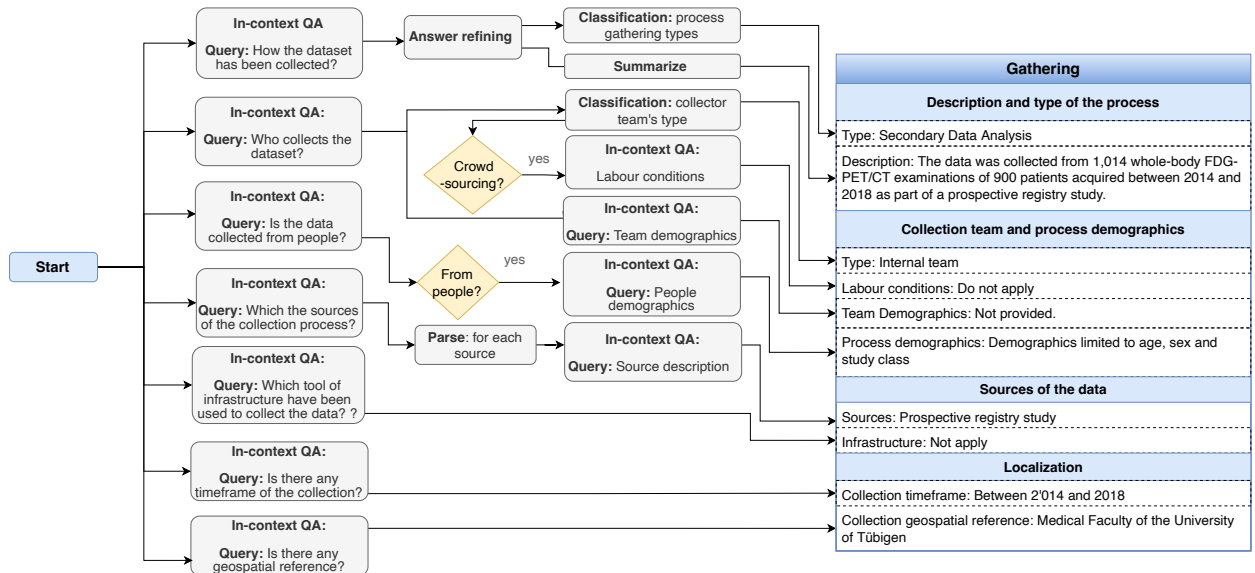 Start
In-context QA
Query: How the dataset
has been collected?
Answer refining
Classification: process
gathering types
Summarize
In-context QA:
Query: Who collects the
dataset?
Classification: collector
team's type
Crowd
-sourcing?
yes
In-context QA:
Labour conditions
In-context QA:
Query: Team demographics
In-context QA:
Query: Is the data
collected from people?
From
people?
yes
In-context QA:
Query: People
demographics
In-context QA:
Query: Which the sources
of the collection process?
Parse: for each
source
In-context QA:
Query: Source description
In-context QA:
Query: Which tool of
infrastructure have been
used to collect the data? ?
In-context QA:
Query: Is there any
timeframe of the collection?
In-context QA:
Query: Is there any
geospatial reference?
Gathering
Description and type of the process
Type: Secondary Data Analysis
Description: The data was collected from 1,014 whole-body FDG-
PET/CT examinations of 900 patients acquired between 2014 and
2018 as part of a prospective registry study.
Collection team and process demographics
Type: Internal team
Labour conditions: Do not apply
Team Demographics: Not provided.
Process demographics: Demographics limited to age, sex and
study class
Sources of the data
Sources: Prospective registry study
Infrastructure: Not apply
Localization
Collection timeframe: Between 2'014 and 2018
Collection geospatial reference: Medical Faculty of the University
of Tübigen